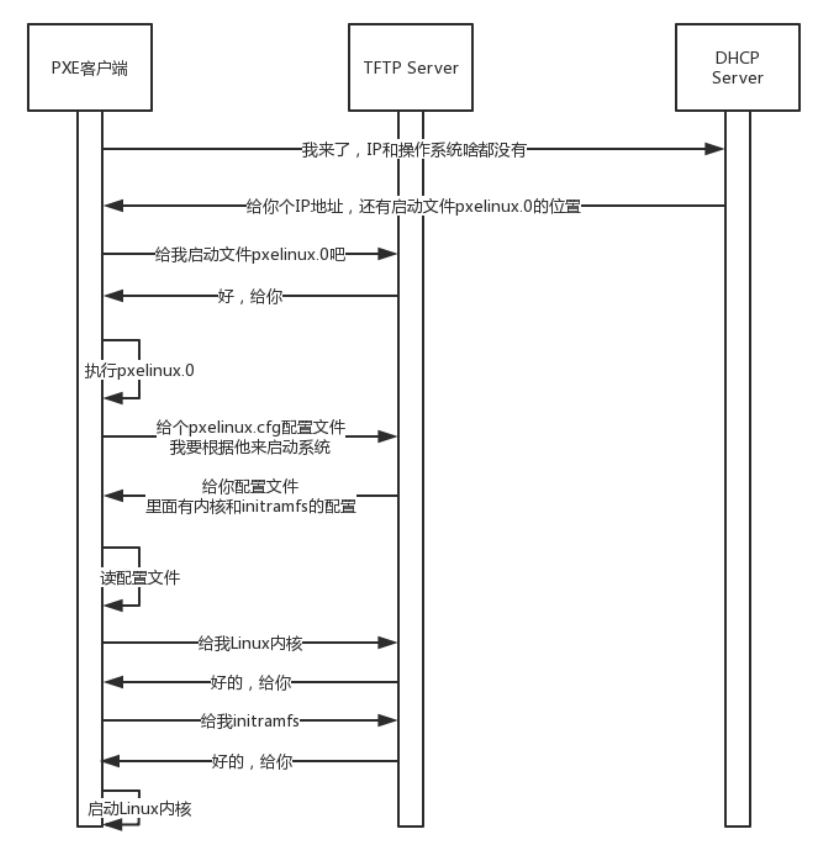 PXE客户端
TFTP Server
DHCP
Server
我来了，IP和操作系统啥都没有
给你个IP地址，还有启动文件pxelinux.0的位置
给我启动文件pxelinux.0吧
好，给你
执行pxelinux.0
给个pxelinux.cfg配置文件
我要根据他来启动系统
给你配置文件
里面有内核和initramfs的配置
读配置文件
给我Linux内核
好的，给你
给我initramfs
好的，给你
启动Linux内核